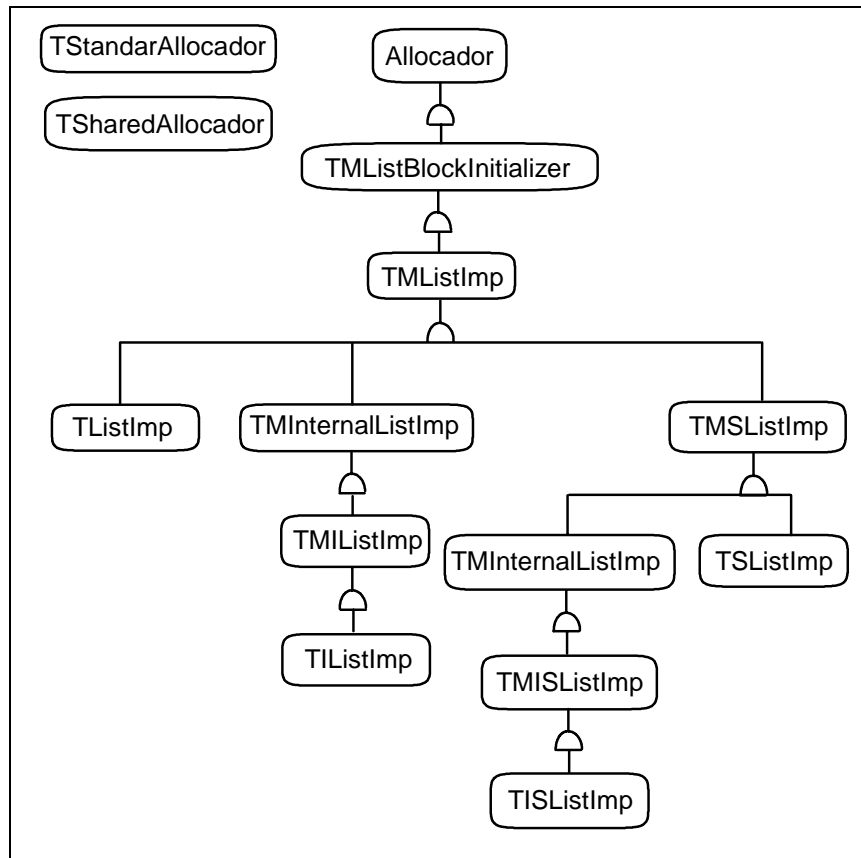 TStandarAllocador
Allocador
TSharedAllocador
TMListBlockInitializer
TMListImp
TListImp
TMInternalListImp
TMSListImp
TMIListImp
TMInternalListImp
TSListImp
TIListImp
TMISListImp
TISListImp